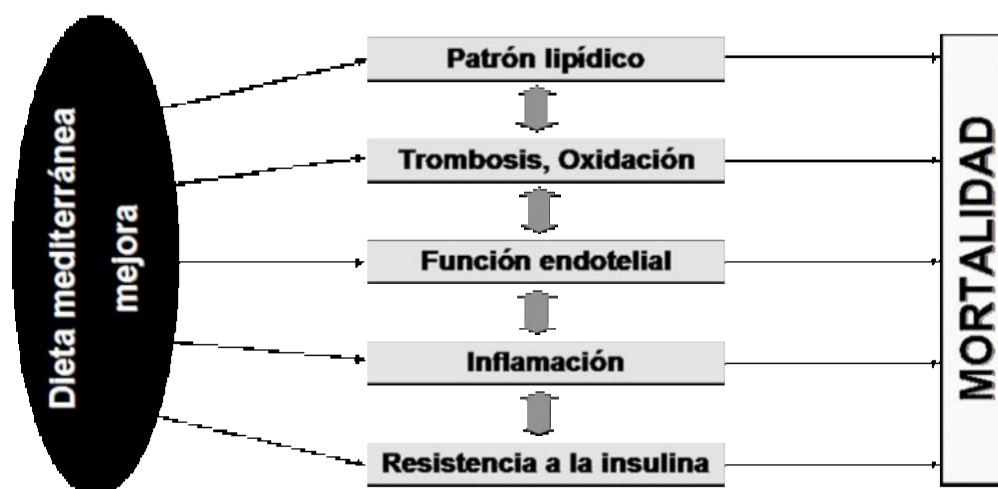 Dieta mediterránea
mejora
Patrón lipídico
Trombosis, Oxidación
Función endotelial
Inflamación
Resistencia a la insulina
MORTALIDAD